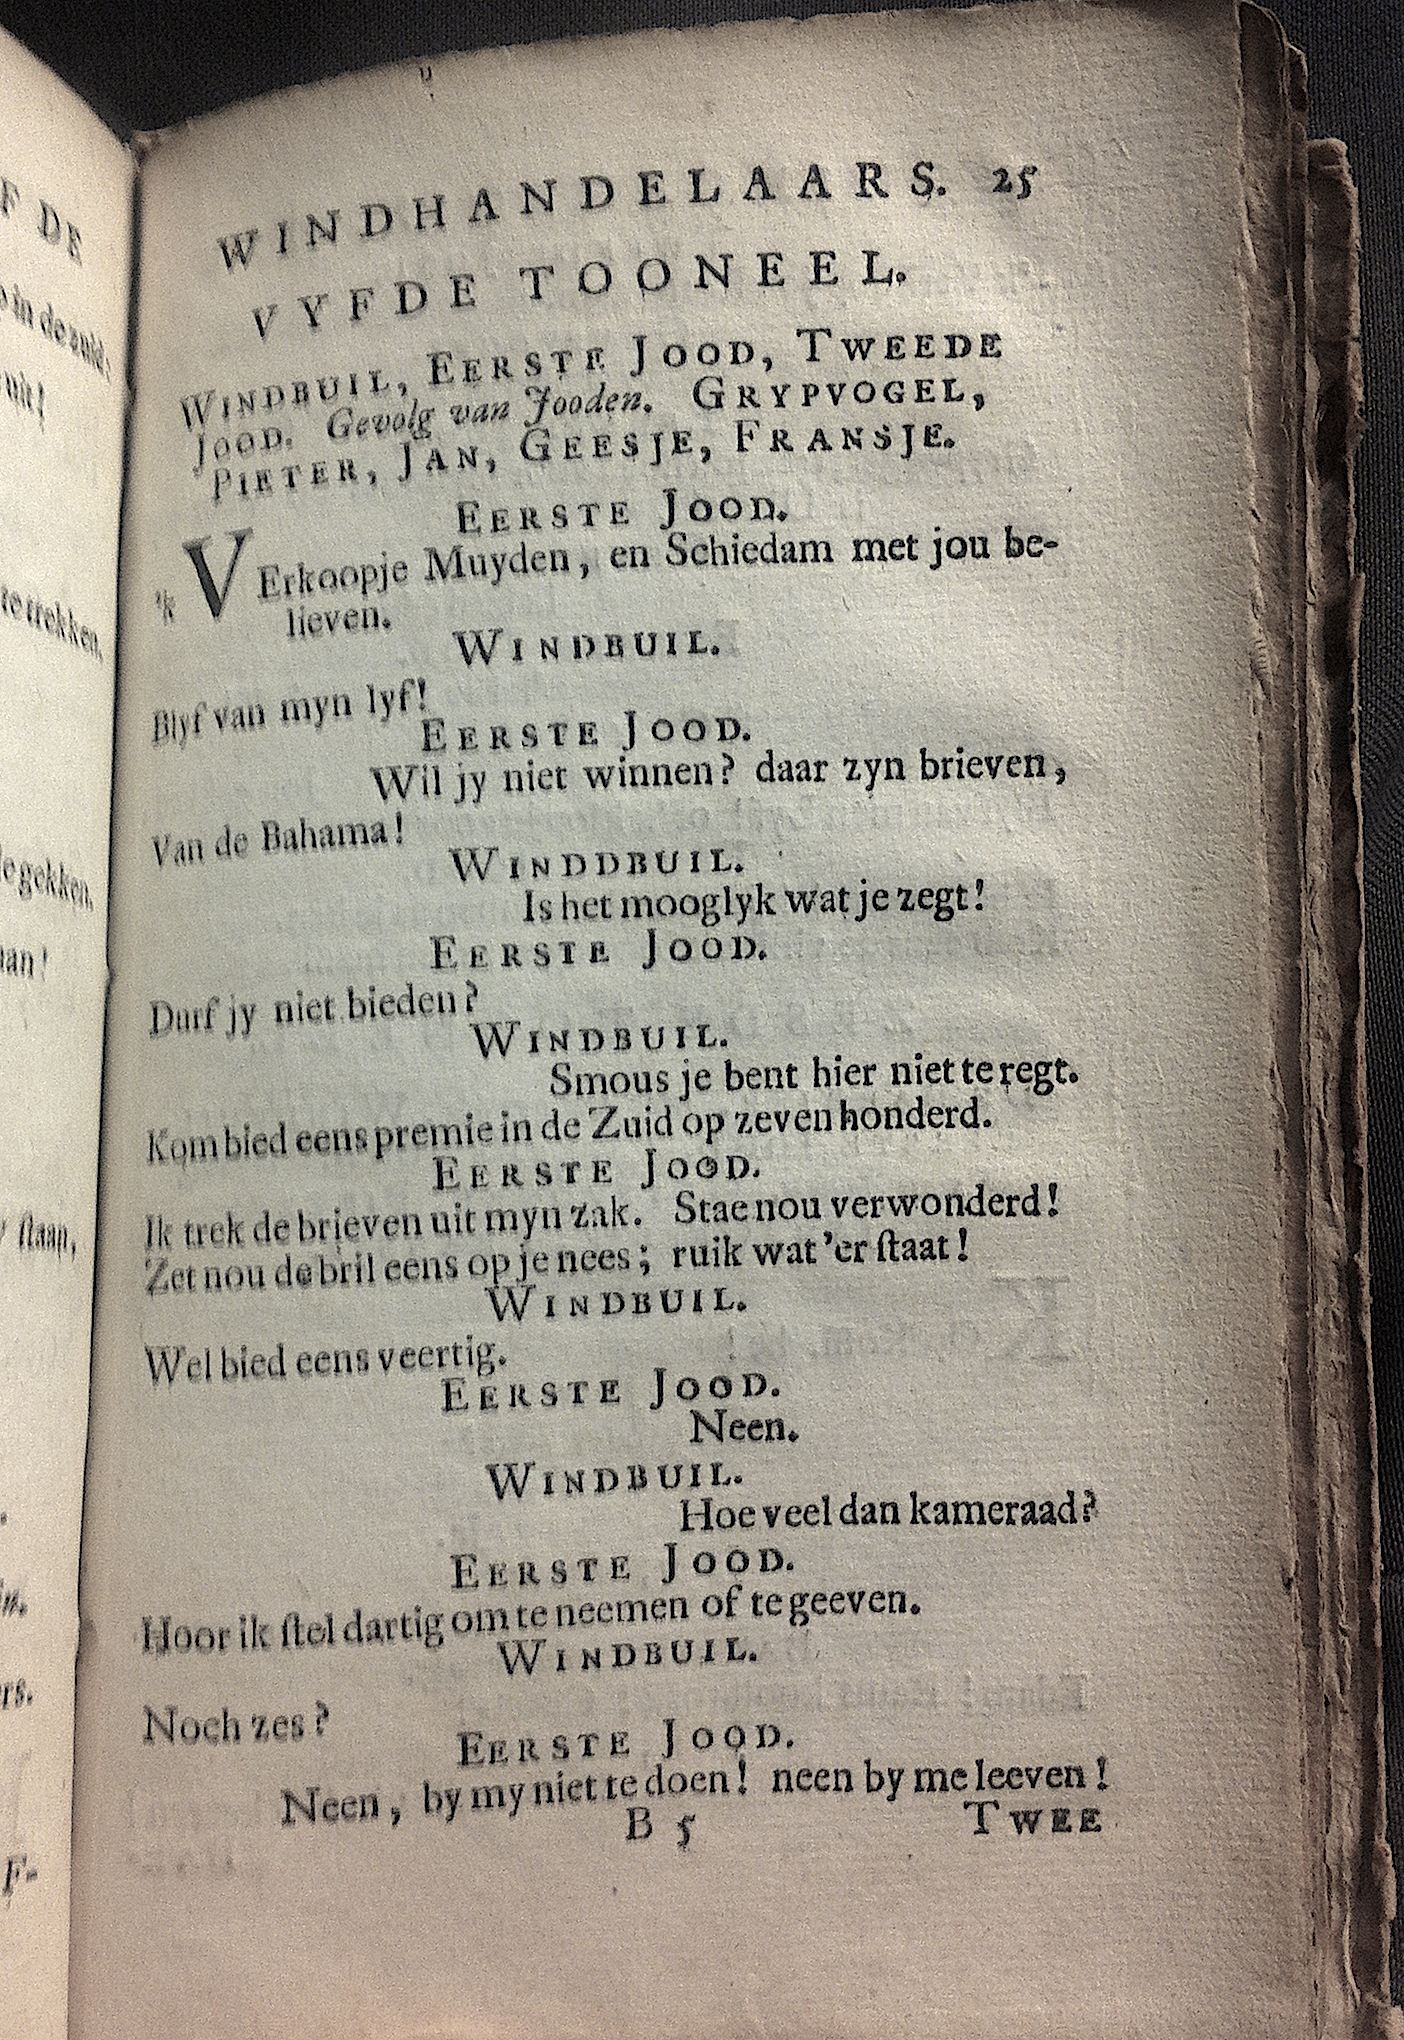 WINDHANDELAARS. 25
VYFDE TOONEEL.
WINDBUIL, EERSTE JOOD, TWEEDE
JOOD. Gevolg van Jooden. GRYPVOGEL,
PIETER, JAN, GEESJE, FRANSJE.
EERSTE JOOD.
'k VErkoopje Muyden, en Schiedam met jou be-
lieven.
WINDBUIL.
Blyf van myn lyf!
EERSTE JOOD.
Wil jy niet winnen? daar zyn brieven,
Van de Bahama!
WINDDBUIL.
Is het mooglyk wat je zegt!
EERSTE JOOD.
Durf jy niet bieden?
WINDBUIL.
Smous je bent hier niet te regt.
Kom bied eens premie in de Zuid op zeven honderd.
EERSTE JOOD.
Ik trek de brieven uit myn zak. Stae nou verwonderd!
Zet nou de bril eens op je nees; ruik wat 'er ſtaat!
WINDBUIL.
Wel bied eens veertig.
EERSTE JOOD.
Neen.
WINDBUIL.
Hoe veel dan kameraad?
EERSTE JOOD.
Hoor ik ſtel dartig om te neemen of te geeven.
WINDBUIL.
Noch zes?
EERSTE JOOD.
Neen, by my niet te doen! neen by me leeven!
B 5 TWEE